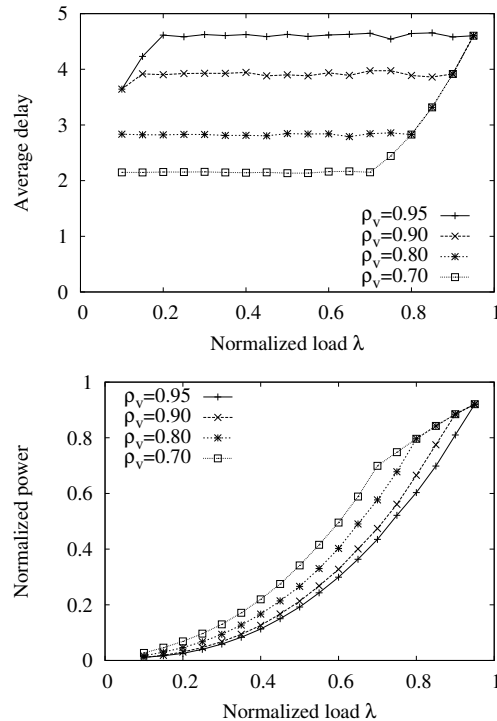 5
4
3
2
1
0
Average delay
ρv=0.95
ρv=0.90
ρv=0.80
ρv=0.70
0 0.2 0.4 0.6 0.8 1
Normalized load λ
1
0.8
0.6
0.4
0.2
0
Normalized power
ρv=0.95
ρv=0.90
ρv=0.80
ρv=0.70
0 0.2 0.4 0.6 0.8 1
Normalized load λ